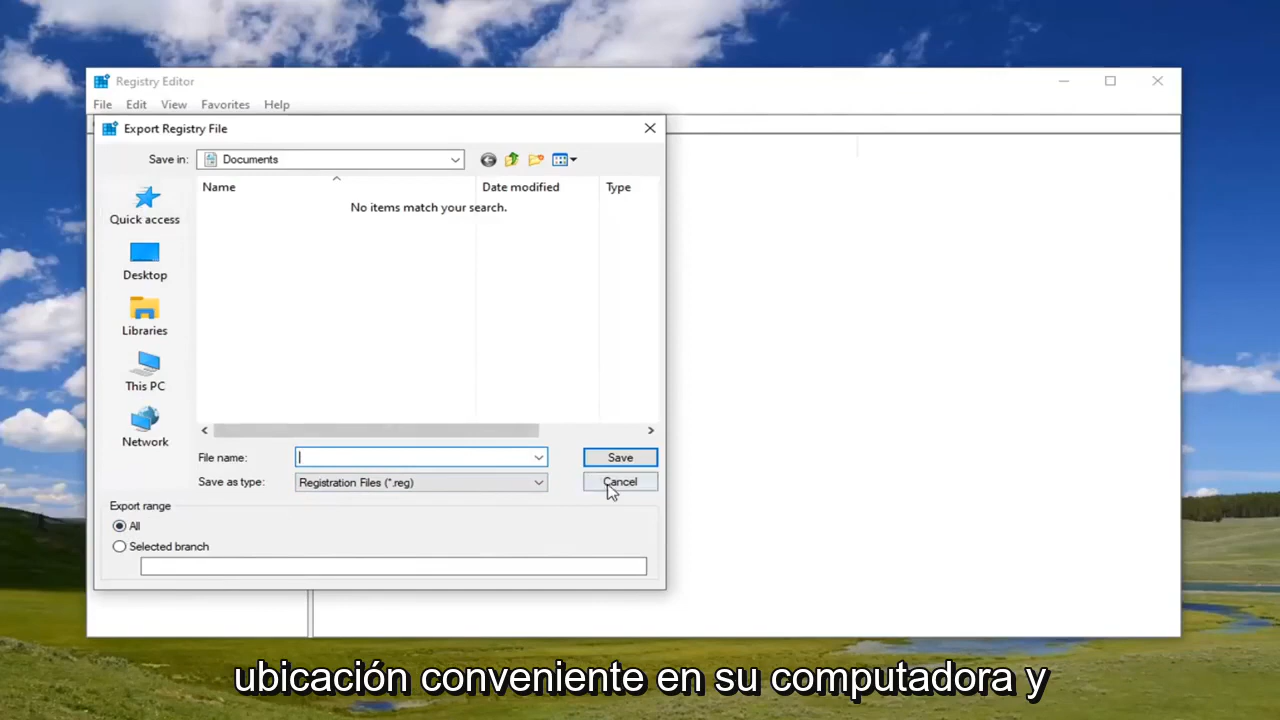 Registry Editor
File Edit View Favorites Help
Export Registry File
Save in: Documents
Name Date modified Type
No items match your search.
Quick access
Desktop
Libraries
This PC
Network
File name: Save
Save as type: Registration Files (*.reg) Cancel
Export range
All
Selected branch
ubicación conveniente en su computadora y